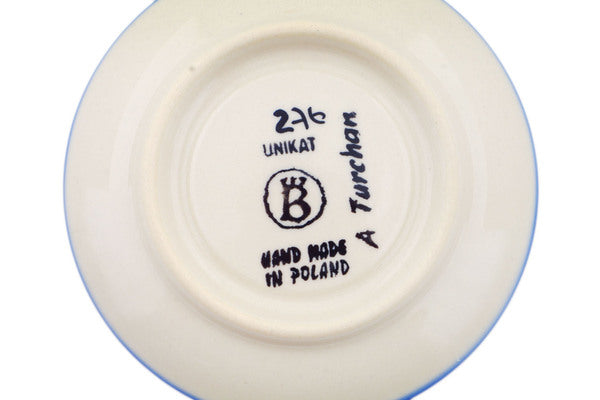 276
UNIKAT
B
HAND MADE
IN POLAND
A Turchan